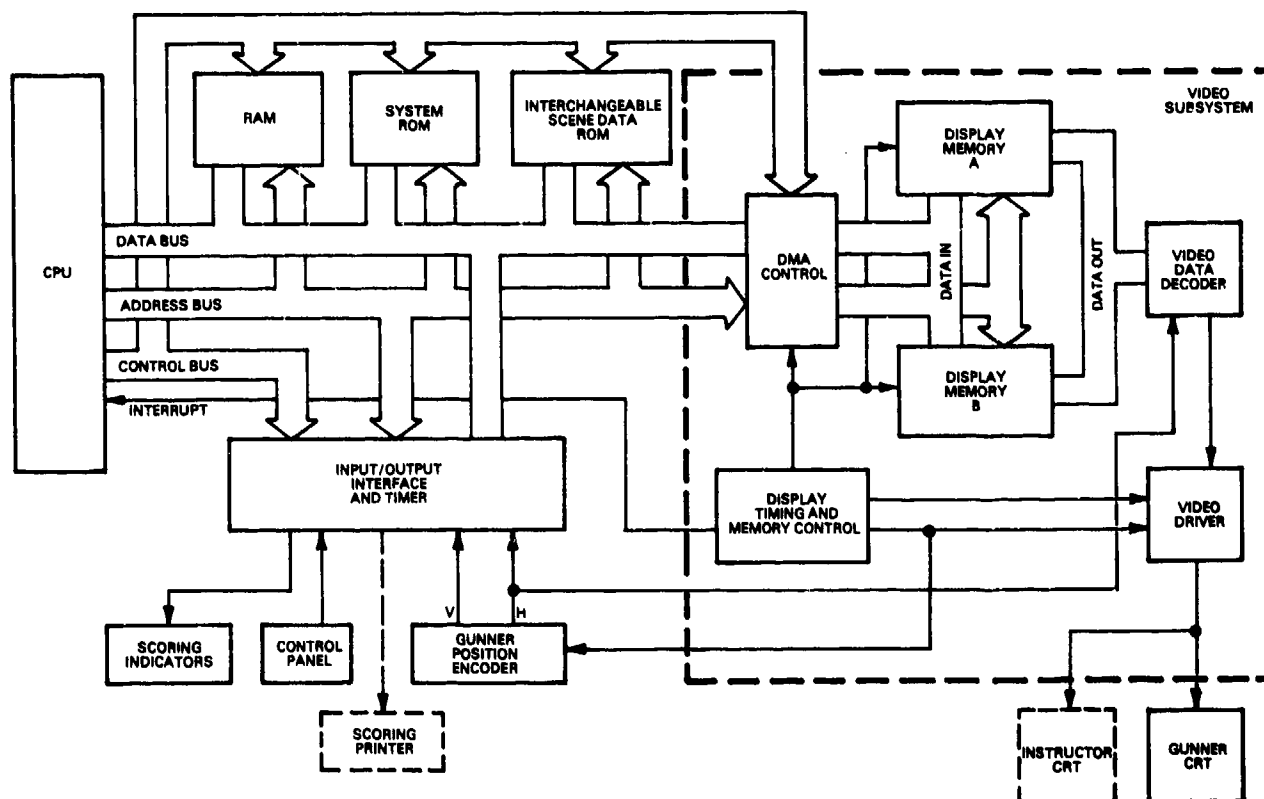 CPU
RAM
SYSTEM
ROM
INTERCHANGEABLE
SCENE DATA
ROM
VIDEO
SUBSYSTEM
DISPLAY
MEMORY
A
DATA BUS
ADDRESS BUS
CONTROL BUS
INTERRUPT
DMA
CONTROL
DATA IN
DATA OUT
VIDEO
DATA
DECODER
DISPLAY
MEMORY
B
INPUT/OUTPUT
INTERFACE
AND TIMER
DISPLAY
TIMING AND
MEMORY CONTROL
VIDEO
DRIVER
V
H
SCORING
INDICATORS
CONTROL
PANEL
GUNNER
POSITION
ENCODER
SCORING
PRINTER
INSTRUCTOR
CRT
GUNNER
CRT